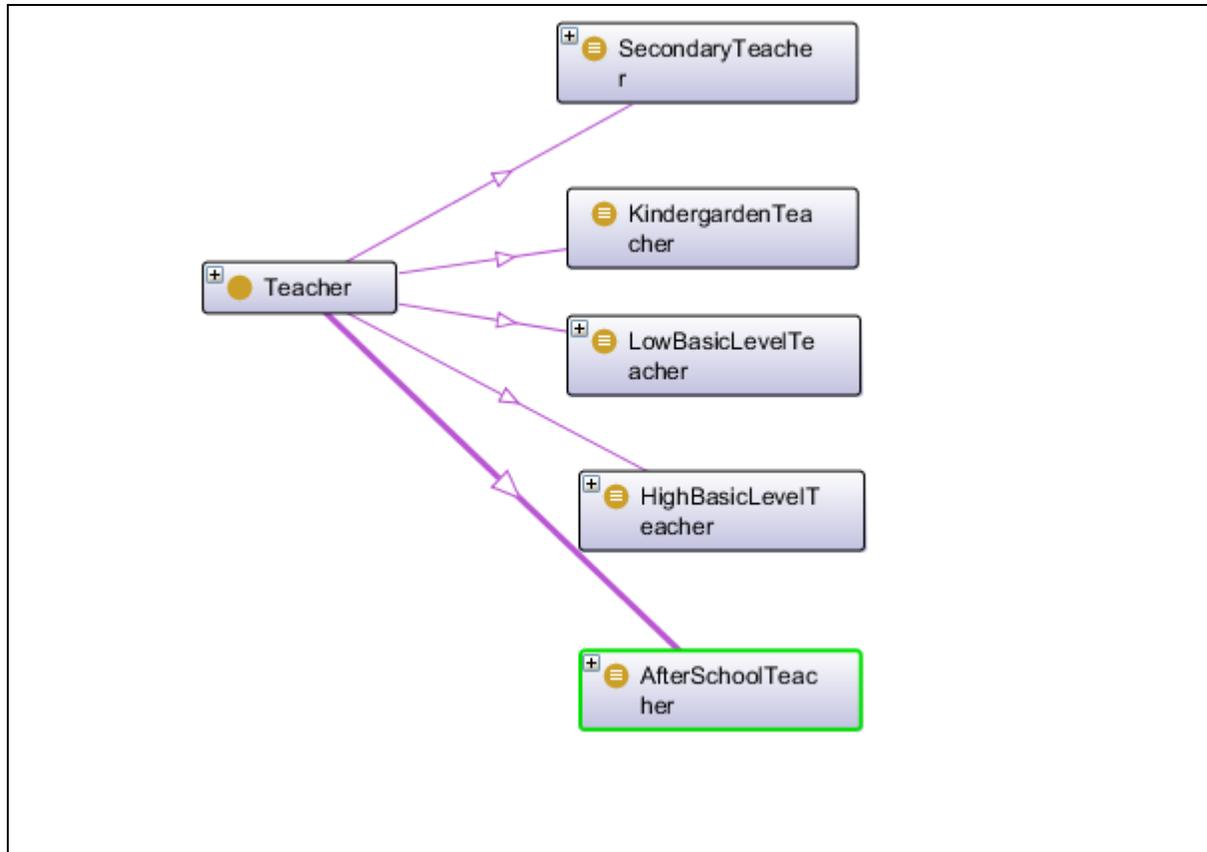 SecondaryTeache
r
KindergardenTea
cher
Teacher
LowBasicLevelTe
acher
HighBasicLevelT
eacher
AfterSchoolTeac
her